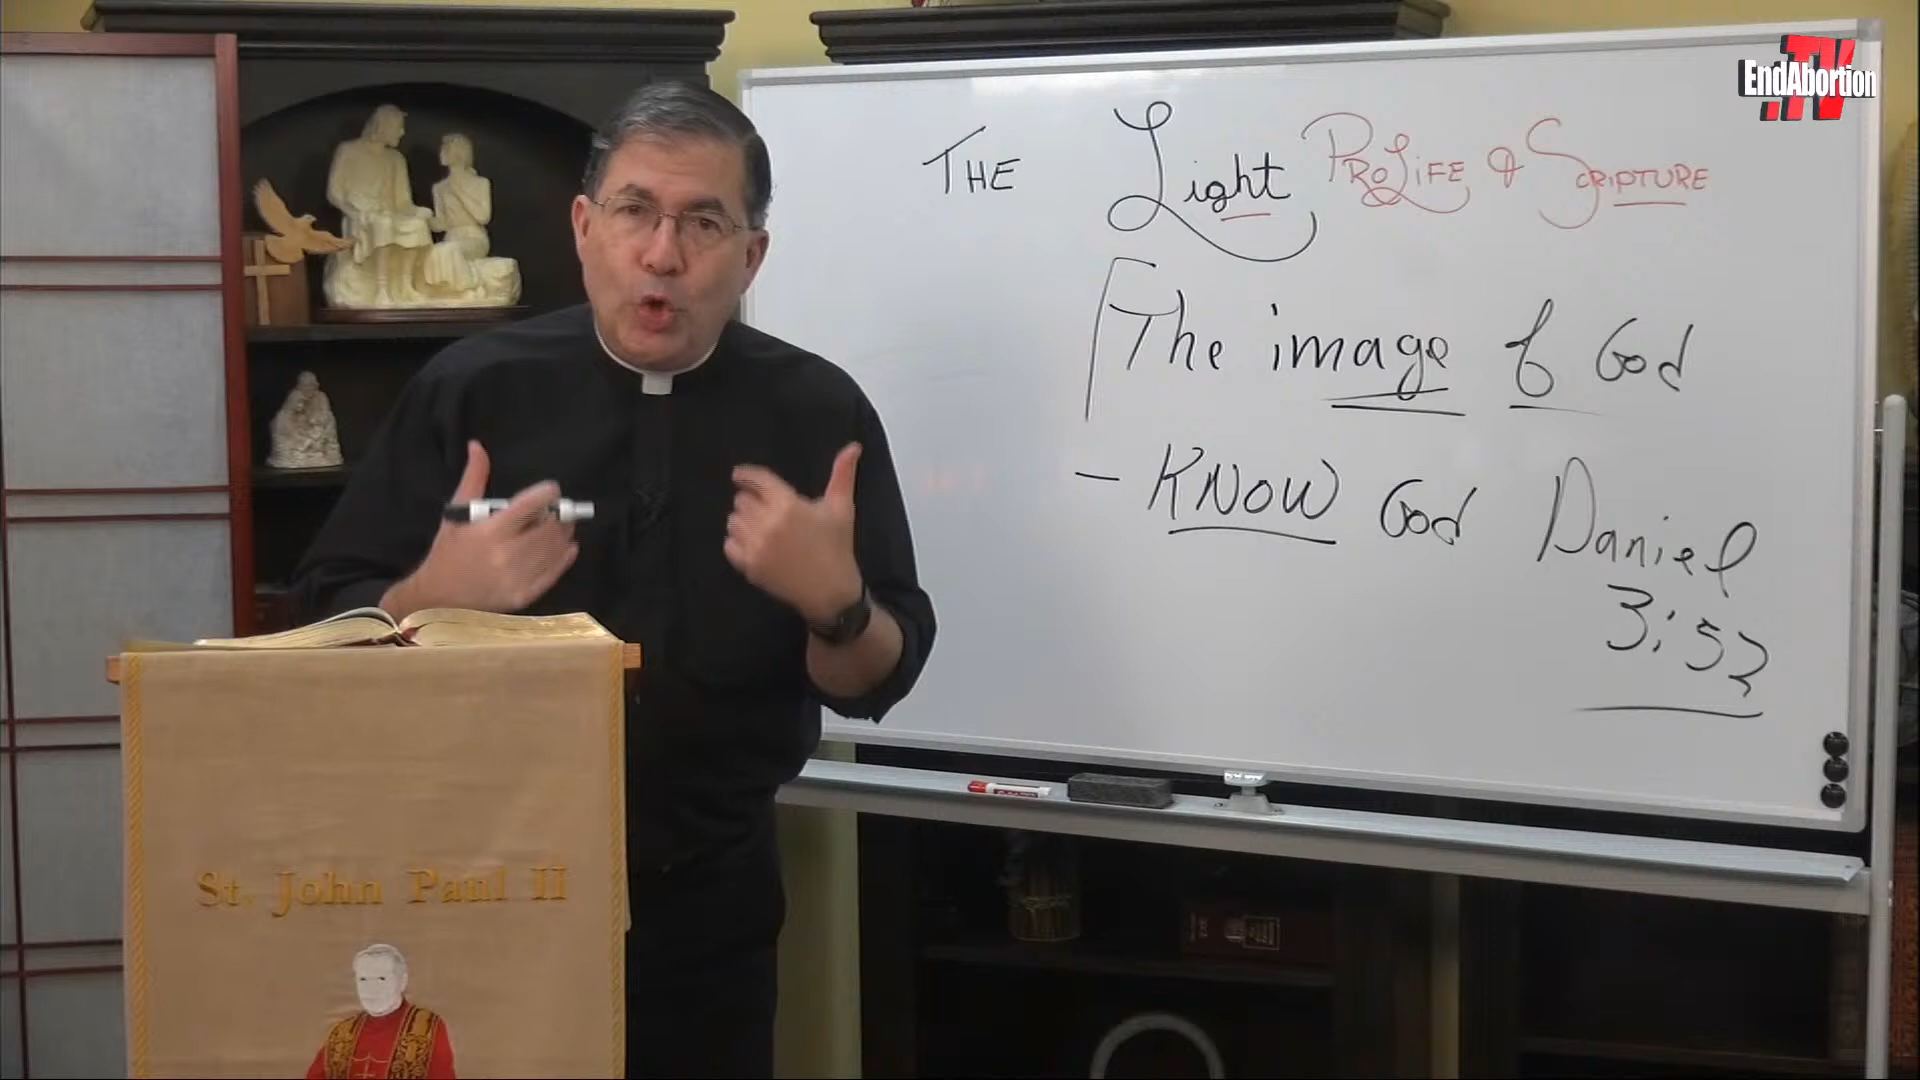 EndAbortion
.TV
THE Light PROLIFE & SCRIPTURE
The image of God
- KNOW God Daniel
3:52
St. John Paul II